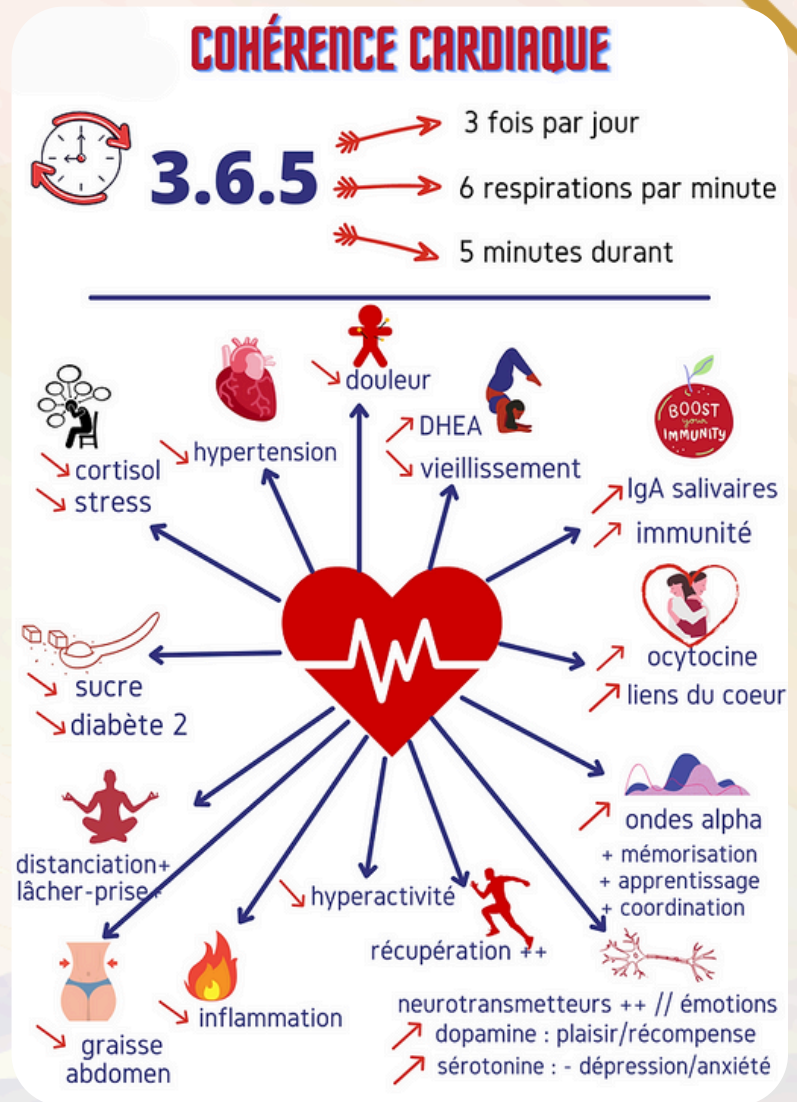 COHÉRENCE CARDIAQUE
3.6.5
3 fois par jour
6 respirations par minute
5 minutes durant
douleur
hypertension
DHEA
vieillissement
cortisol
stress
BOOST
your
IMMUNITY
IgA salivaires
immunité
sucre
diabète 2
ocytocine
liens du coeur
distanciation+
lâcher-prise+
ondes alpha
+ mémorisation
+ apprentissage
+ coordination
hyperactivité
récupération ++
graisse
abdomen
inflammation
neurotransmetteurs ++ // émotions
dopamine : plaisir/récompense
sérotonine : - dépression/anxiété